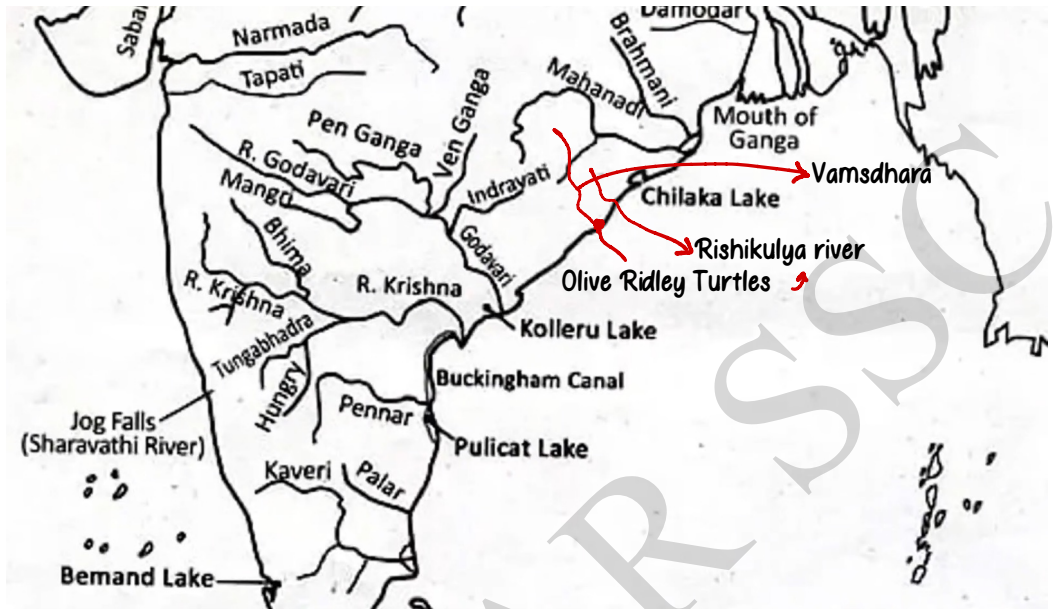 Sabar
Narmada
Tapati
Damodar
Brahmani
Mahanadi
Mouth of
Ganga
Pen Ganga
Ven Ganga
R. Godavari
Mangri
Indrayati
Vamsdhara
Chilaka Lake
Bhima
Godavari
Rishikulya river
Olive Ridley Turtles
R. Krishna
R. Krishna
Kolleru Lake
Tungabhadra
Hungry
Buckingham Canal
Pennar
Jog Falls
(Sharavathi River)
Pulicat Lake
Kaveri
Palar
Bemand Lake
R SSC